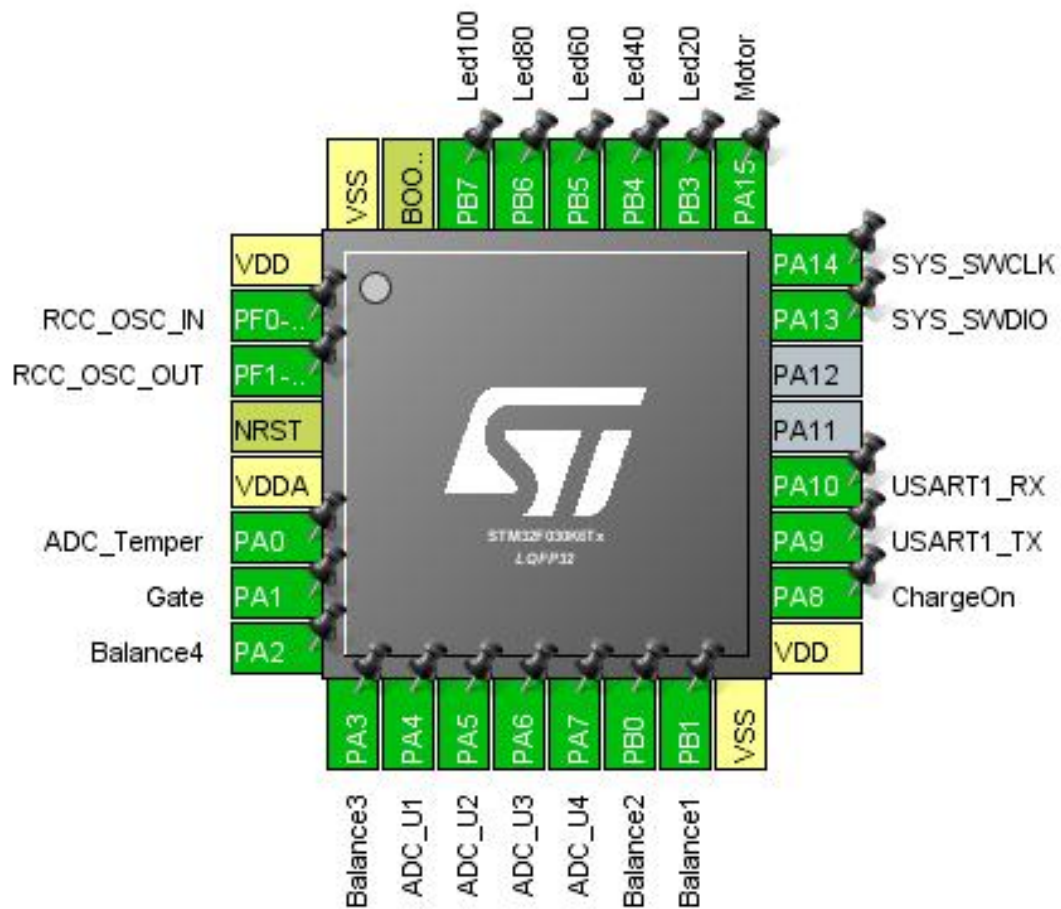 Led100
Led80
Led60
Led40
Led20
Motor
VSS
BOO..
PB7
PB6
PB5
PB4
PB3
PA15
VDD
PA14
SYS_SWCLK
RCC_OSC_IN
PF0-..
PA13
SYS_SWDIO
RCC_OSC_OUT
PF1-..
PA12
NRST
PA11
VDDA
PA10
USART1_RX
ADC_Temper
PA0
PA9
USART1_TX
Gate
PA1
PA8
ChargeOn
Balance4
PA2
VDD
ST
STM32F030K6Tx
LQFP32
PA3
PA4
PA5
PA6
PA7
PB0
PB1
VSS
Balance3
ADC_U1
ADC_U2
ADC_U3
ADC_U4
Balance2
Balance1